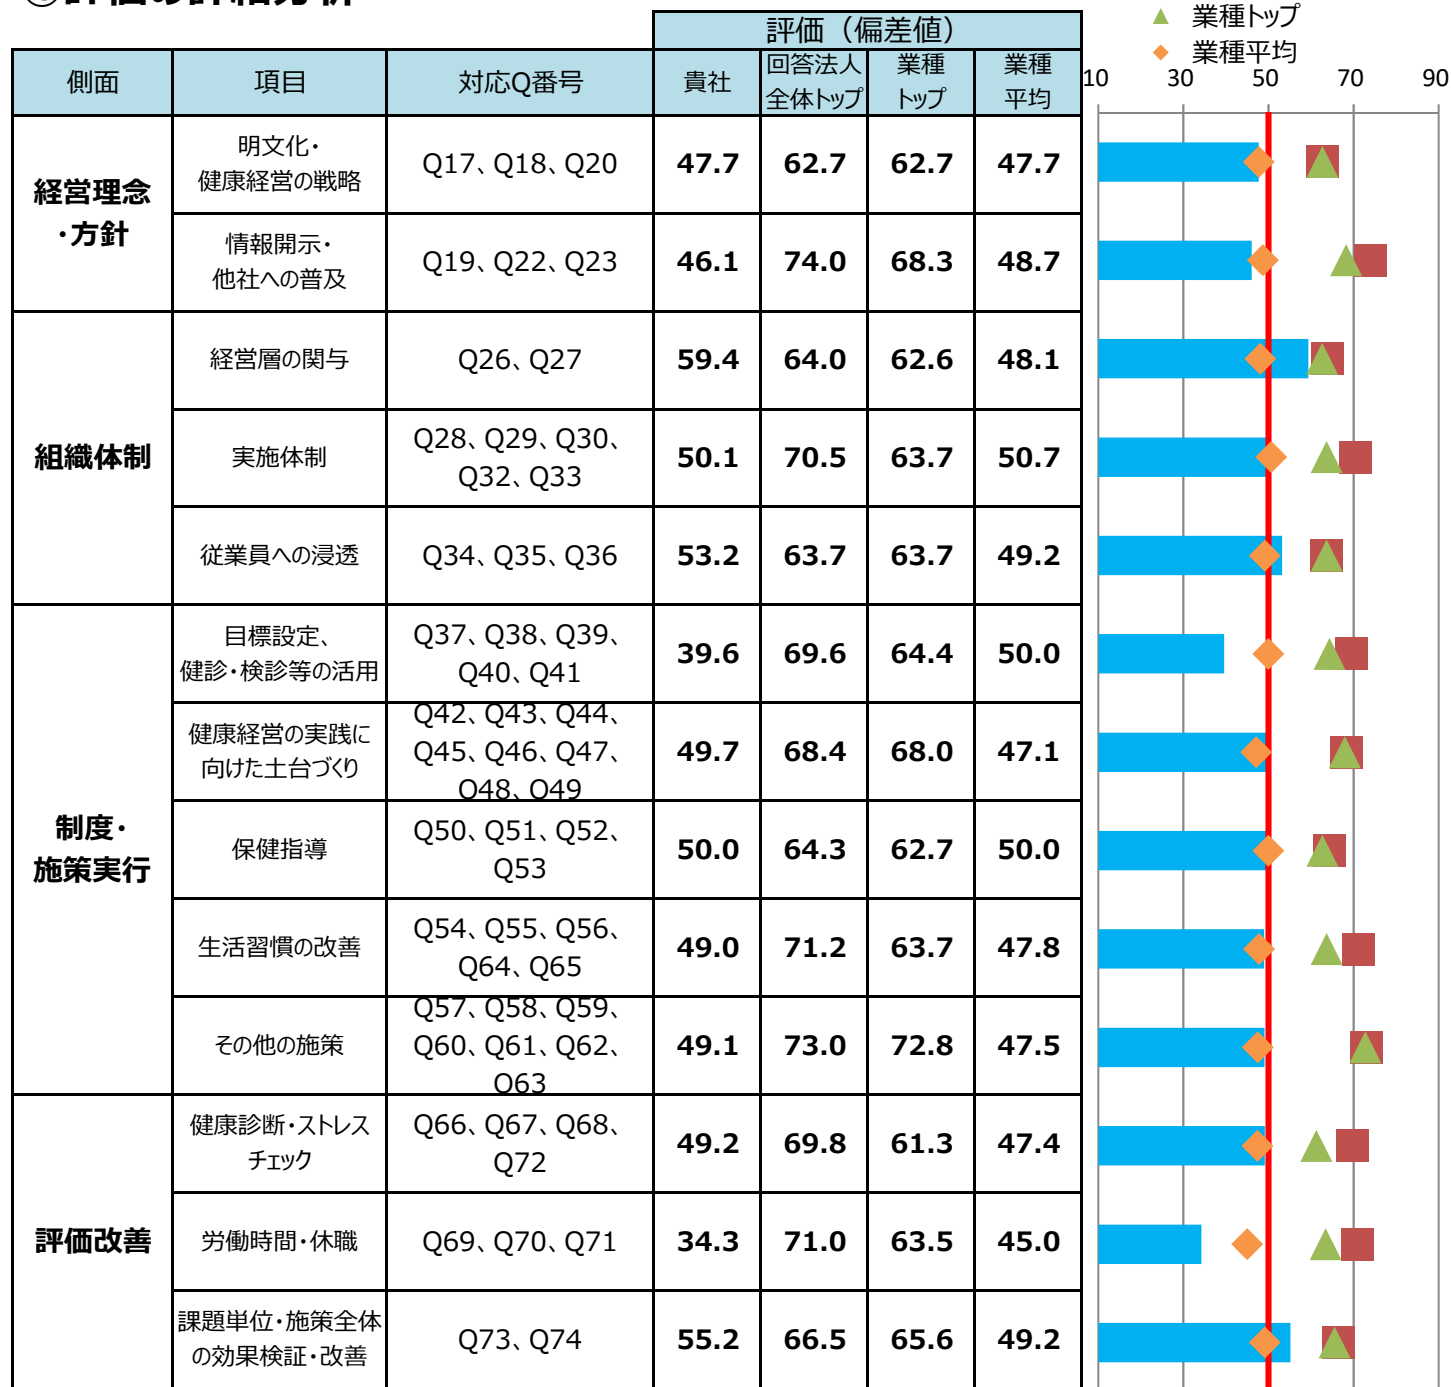 ▲ 業種トップ
◆ 業種平均
評価（偏差値）
側面 項目 対応Q番号 貴社 回答法人 業種 業種
全体トップ トップ 平均
10 30 50 70 90
経営理念
・方針
明文化・
健康経営の戦略
Q17、Q18、Q20
47.7 62.7 62.7 47.7
情報開示・
他社への普及
Q19、Q22、Q23
46.1 74.0 68.3 48.7
組織体制
経営層の関与
Q26、Q27
59.4 64.0 62.6 48.1
実施体制
Q28、Q29、Q30、
Q32、Q33
50.1 70.5 63.7 50.7
従業員への浸透
Q34、Q35、Q36
53.2 63.7 63.7 49.2
制度・
施策実行
目標設定、
健診・検診等の活用
Q37、Q38、Q39、
Q40、Q41
39.6 69.6 64.4 50.0
健康経営の実践に
向けた土台づくり
Q42、Q43、Q44、
Q45、Q46、Q47、
Q48、Q49
49.7 68.4 68.0 47.1
保健指導
Q50、Q51、Q52、
Q53
50.0 64.3 62.7 50.0
生活習慣の改善
Q54、Q55、Q56、
Q64、Q65
49.0 71.2 63.7 47.8
その他の施策
Q57、Q58、Q59、
Q60、Q61、Q62、
Q63
49.1 73.0 72.8 47.5
評価改善
健康診断・ストレス
チェック
Q66、Q67、Q68、
Q72
49.2 69.8 61.3 47.4
労働時間・休職
Q69、Q70、Q71
34.3 71.0 63.5 45.0
課題単位・施策全体
の効果検証・改善
Q73、Q74
55.2 66.5 65.6 49.2